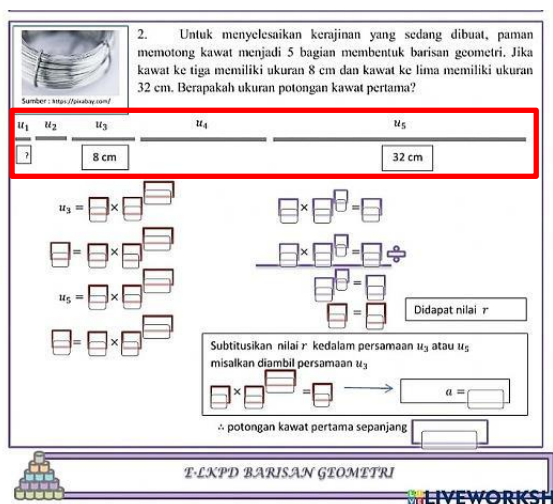 2. Untuk menyelesaikan kerajinan yang sedang dibuat, paman
memotong kawat menjadi 5 bagian membentuk barisan geometri. Jika
kawat ke tiga memiliki ukuran 8 cm dan kawat ke lima memiliki ukuran
32 cm. Berapakah ukuran potongan kawat pertama?
Sumber : https://pixabay.com/
u₁ u₂ u₃ u₄ u₅
? 8 cm 32 cm
u₃ = ×
× =
= ×
× = ÷
u₅ = ×
=
=
= ×
Didapat nilai r
Subtitusikan nilai r kedalam persamaan u₃ atau u₅
misalkan diambil persamaan u₃
× = → a =
∴ potongan kawat pertama sepanjang
E-LKPD BARISAN GEOMETRI
LIVEWORKSH